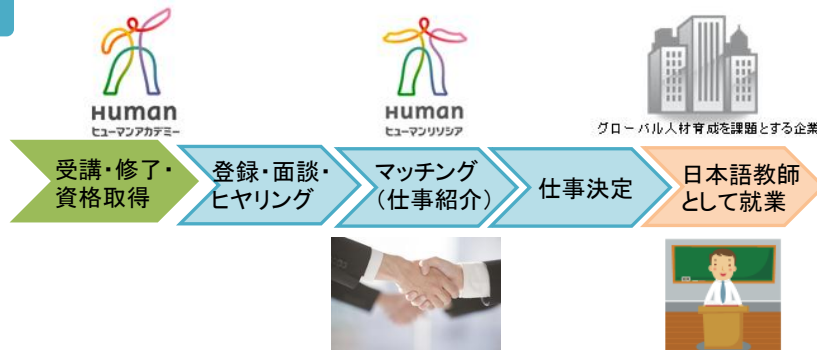 Human
ヒューマンアカデミー
Human
ヒューマンリソシア
グローバル人材育成を課題とする企業
受講・修了・
資格取得
登録・面談・
ヒヤリング
マッチング
(仕事紹介)
仕事決定
日本語教師
として就業